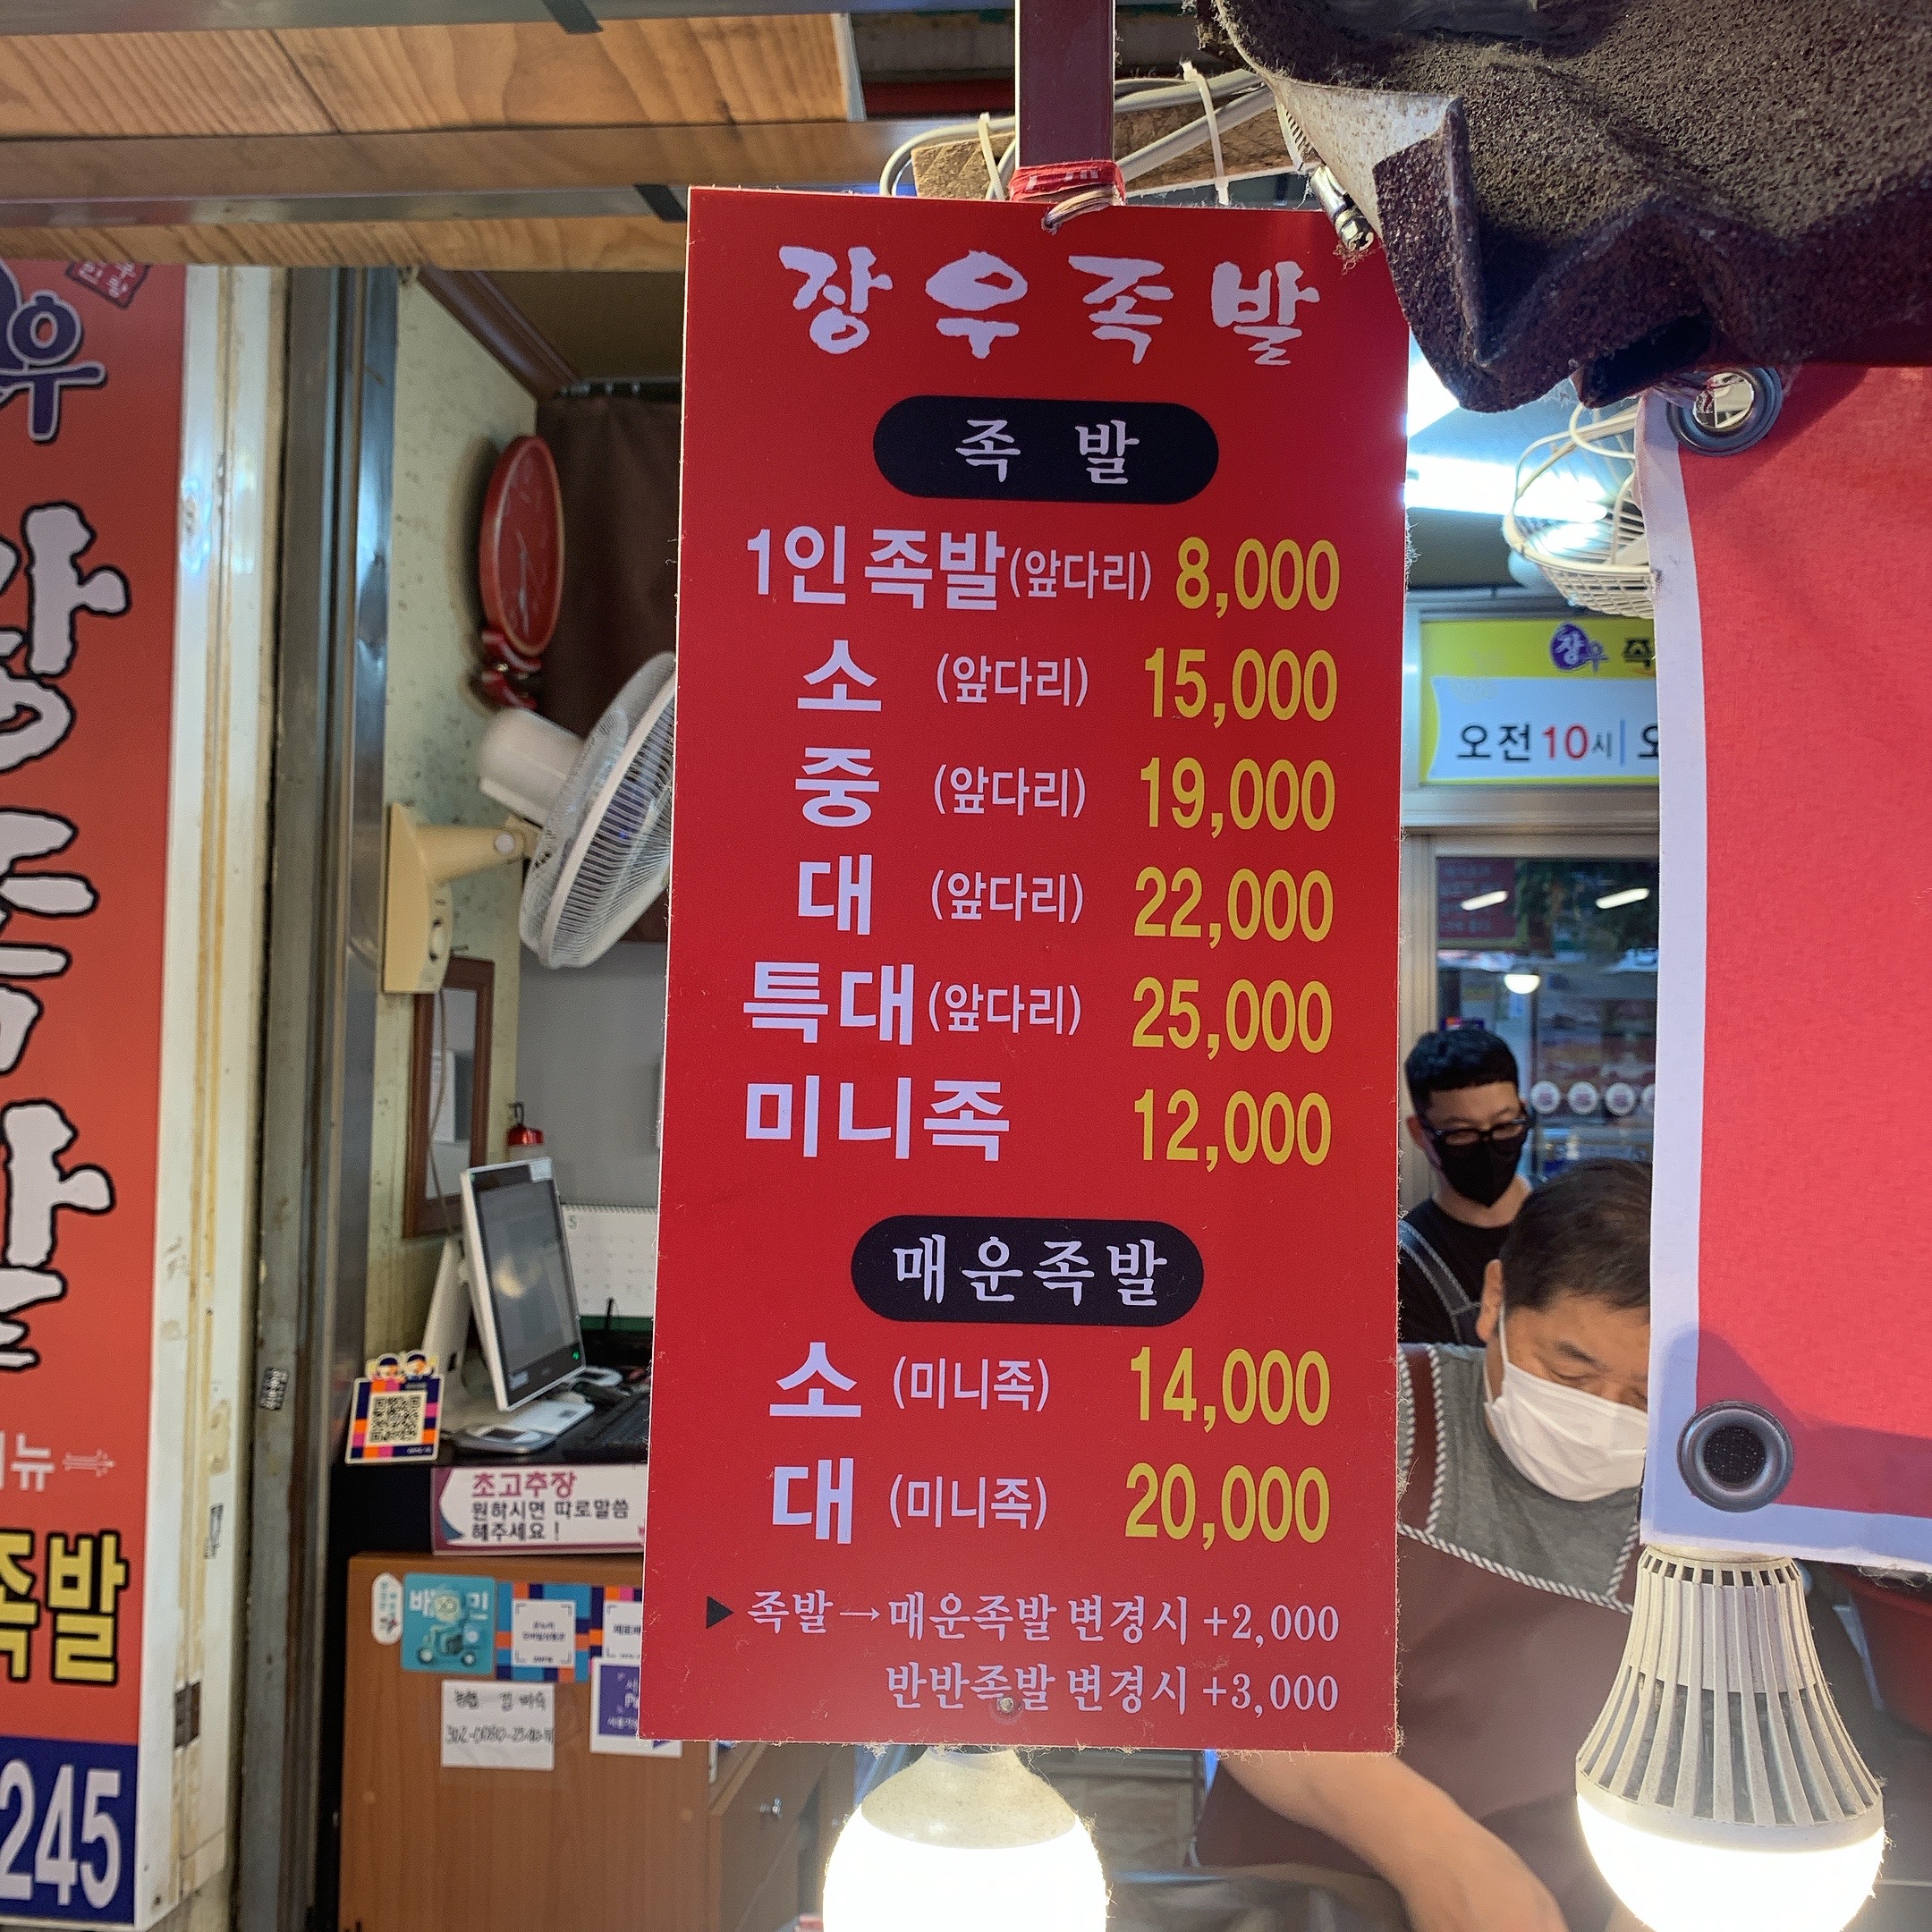 장우족발
족발
1인족발(앞다리) 8,000
소 (앞다리) 15,000
중 (앞다리) 19,000
대 (앞다리) 22,000
특대(앞다리) 25,000
미니족 12,000
매운족발
소 (미니족) 14,000
대 (미니족) 20,000
▶ 족발→매운족발 변경시 +2,000
반반족발 변경시 +3,000
우
족발
245
장우 족
오전10시
초고추장
원하시면 따로말씀
해주세요!